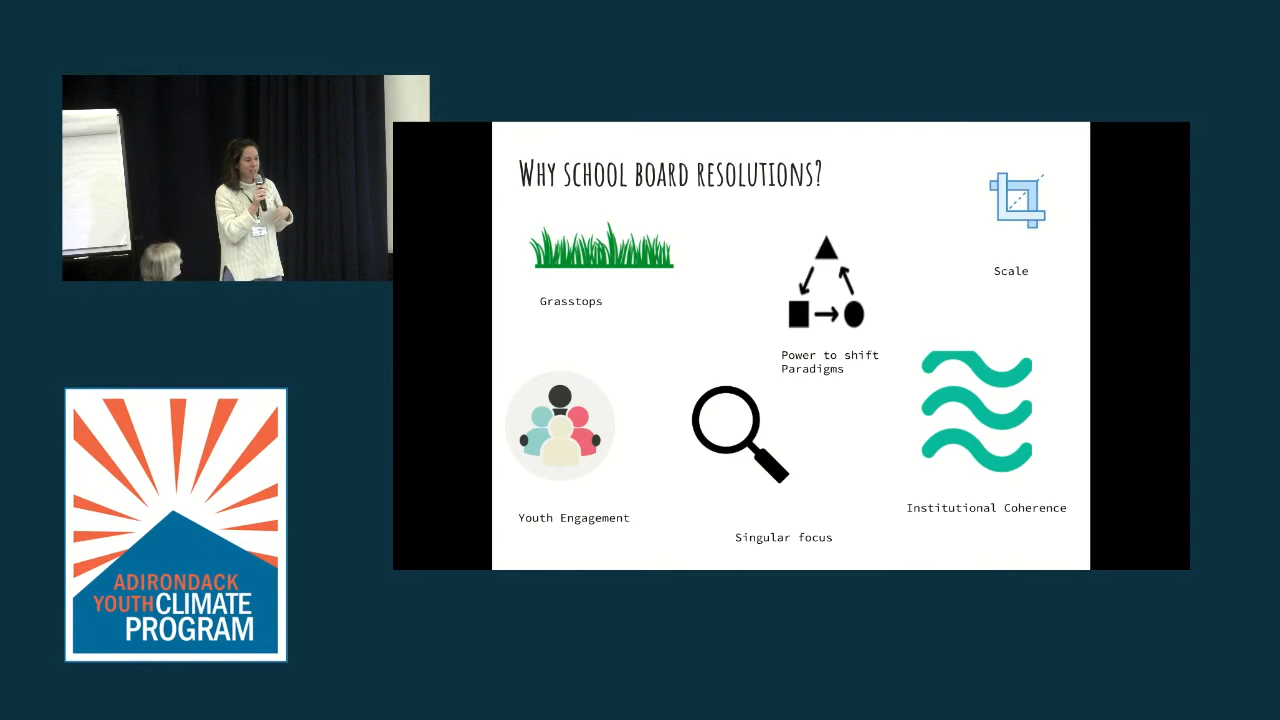 WHY SCHOOL BOARD RESOLUTIONS?
Grasstops
Scale
Power to shift
Paradigms
Youth Engagement
Singular focus
Institutional Coherence
ADIRONDACK
YOUTH CLIMATE
PROGRAM